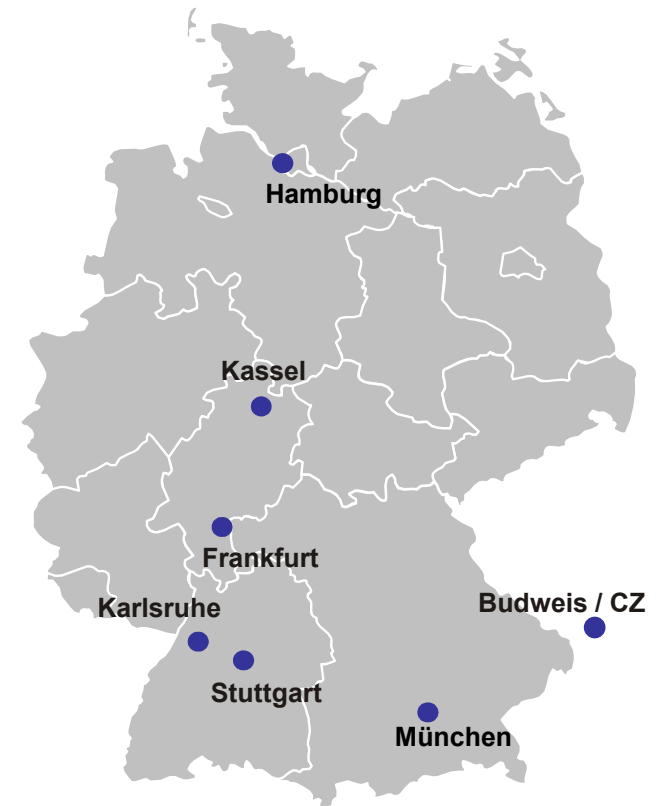 Hamburg
Kassel
Frankfurt
Karlsruhe
Budweis / CZ
Stuttgart
München